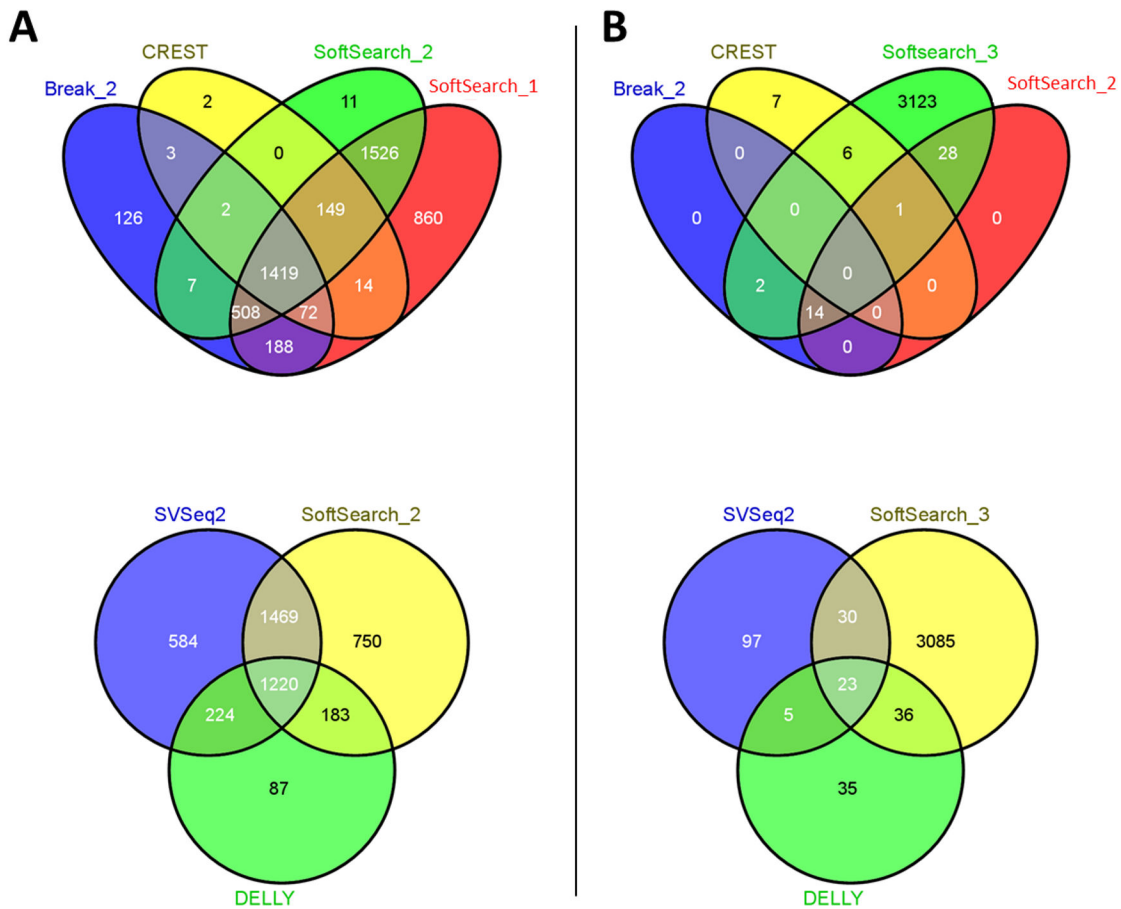 A
B
CREST
SoftSearch_2
Break_2
SoftSearch_1
2
11
3
0
1526
126
2
149
860
7
1419
14
508
72
188
CREST
Softsearch_3
Break_2
SoftSearch_2
7
3123
0
6
28
0
0
1
0
2
0
0
14
0
0
SVSeq2
SoftSearch_2
1469
584
750
1220
224
183
87
DELLY
SVSeq2
SoftSearch_3
30
97
3085
23
5
36
35
DELLY